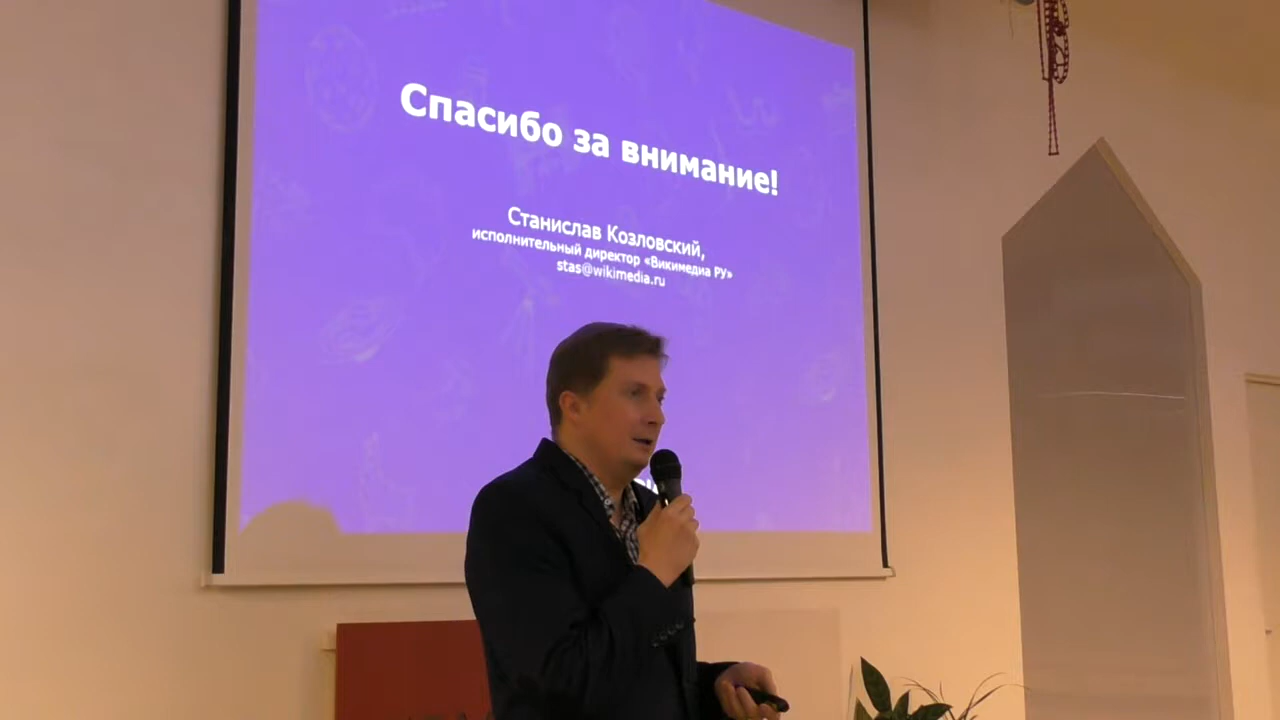 Спасибо за внимание!
Станислав Козловский,
исполнительный директор «Викимедиа РУ»
stas@wikimedia.ru